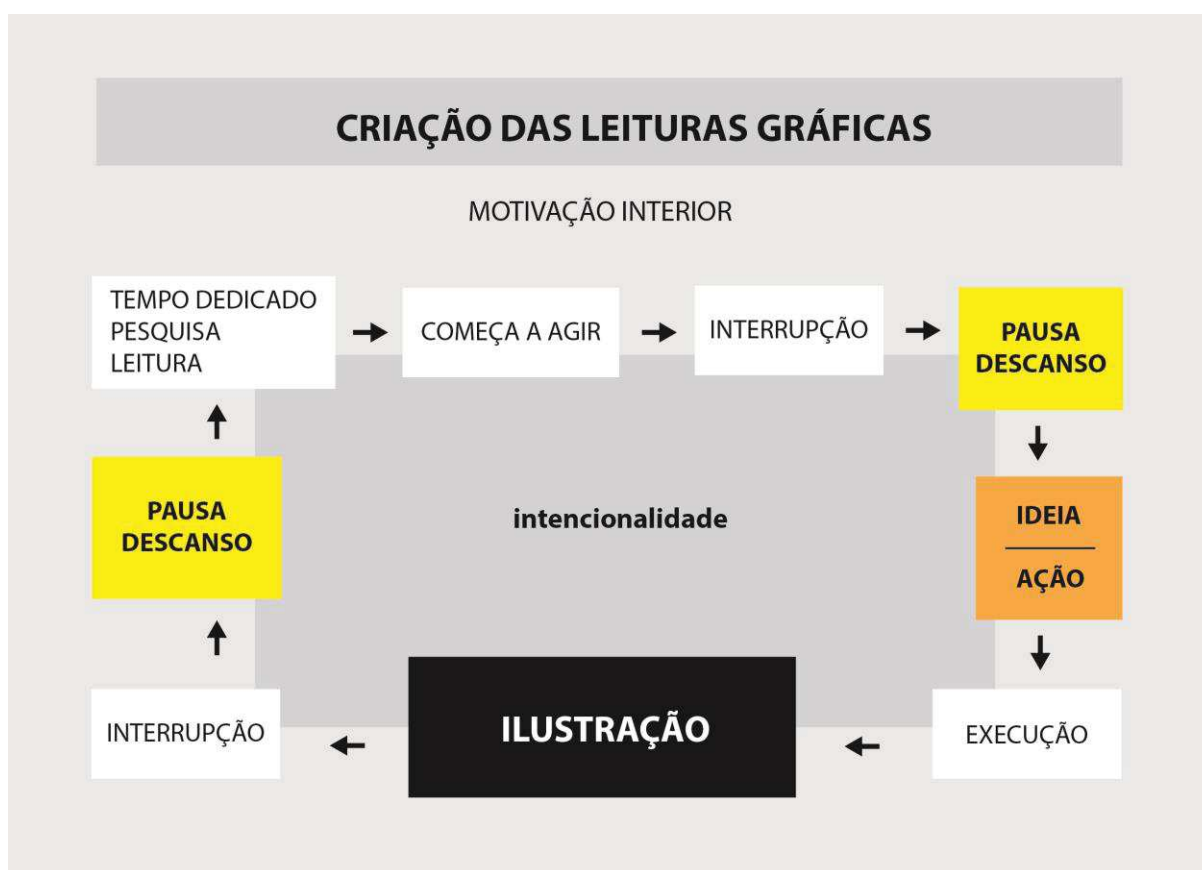 CRIAÇÃO DAS LEITURAS GRÁFICAS
MOTIVAÇÃO INTERIOR
TEMPO DEDICADO
PESQUISA
LEITURA
COMEÇA A AGIR
INTERRUPÇÃO
PAUSA
DESCANSO
IDEIA
AÇÃO
EXECUÇÃO
ILUSTRAÇÃO
INTERRUPÇÃO
PAUSA
DESCANSO
intencionalidade